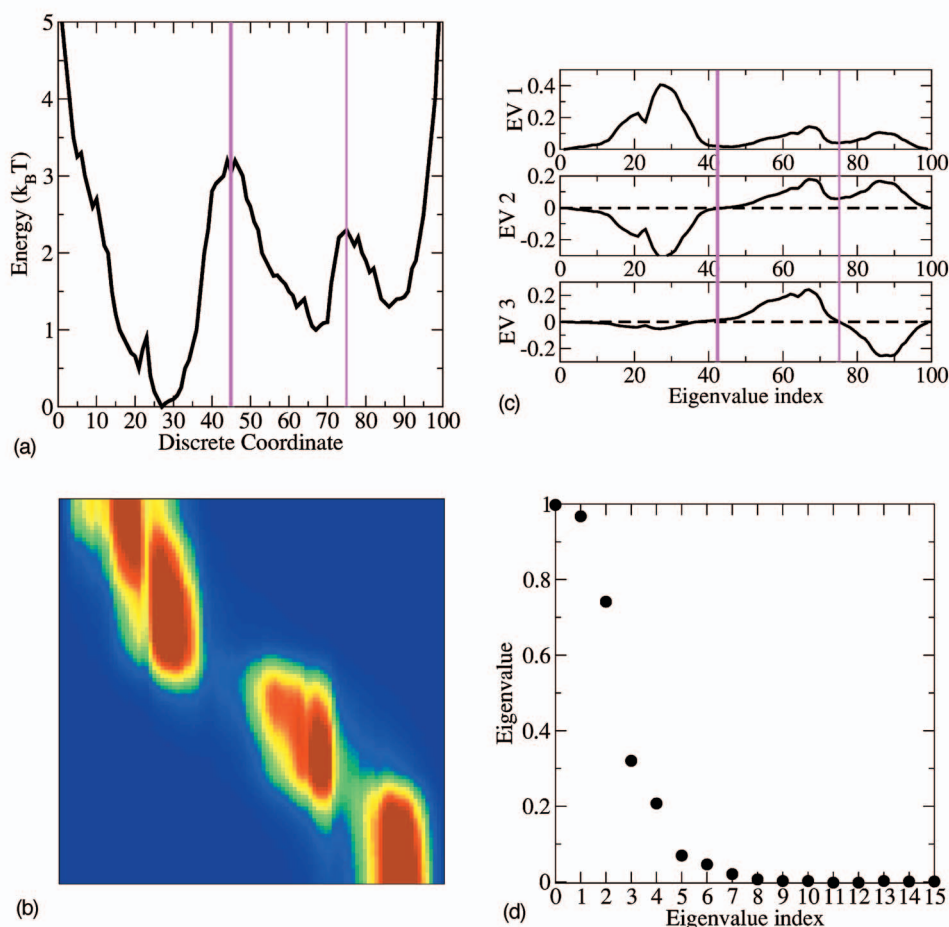 5
4
3
2
1
0
Energy (kBT)
0 10 20 30 40 50 60 70 80 90 100
Discrete Coordinate
(a)
0.4
0.2
0
EV 1
0.2
0
-0.2
EV 2
0.2
0
-0.2
EV 3
0 20 40 60 80 100
0 20 40 60 80 100
0 20 40 60 80 100
Eigenvalue index
(c)
(b)
1
0.8
0.6
0.4
0.2
0
Eigenvalue
0 1 2 3 4 5 6 7 8 9 10 11 12 13 14 15
Eigenvalue index
(d)